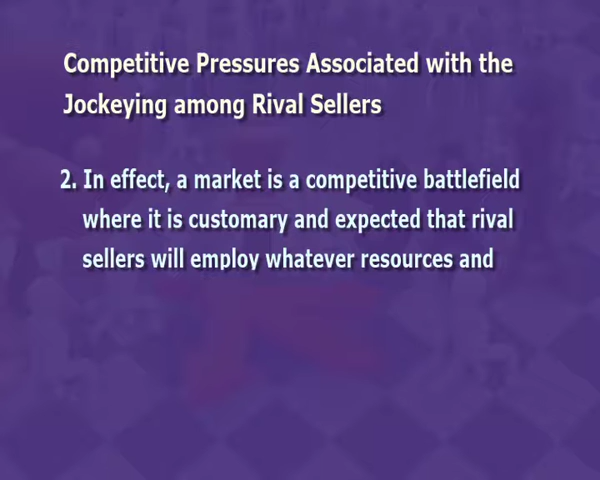 Competitive Pressures Associated with the
Jockeying among Rival Sellers
2. In effect, a market is a competitive battlefield
where it is customary and expected that rival
sellers will employ whatever resources and